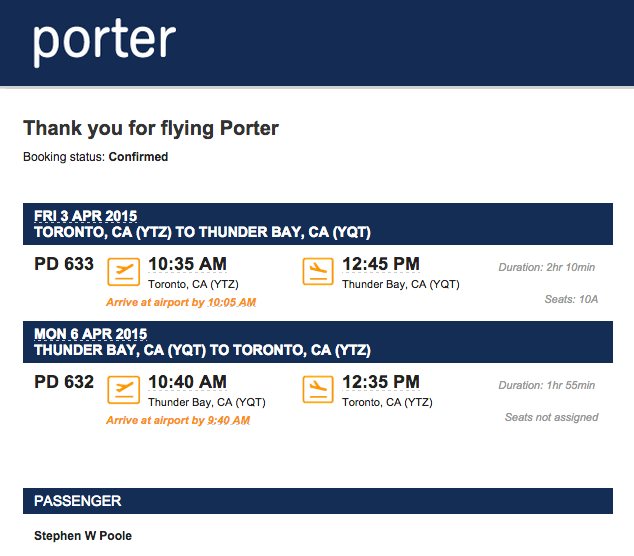 porter
Thank you for flying Porter
Booking status: Confirmed
FRI 3 APR 2015
TORONTO, CA (YTZ) TO THUNDER BAY, CA (YQT)
PD 633 10:35 AM 12:45 PM Duration: 2hr 10min
Toronto, CA (YTZ) Thunder Bay, CA (YQT)
Arrive at airport by 10:05 AM Seats: 10A
MON 6 APR 2015
THUNDER BAY, CA (YQT) TO TORONTO, CA (YTZ)
PD 632 10:40 AM 12:35 PM Duration: 1hr 55min
Thunder Bay, CA (YQT) Toronto, CA (YTZ)
Arrive at airport by 9:40 AM Seats not assigned
PASSENGER
Stephen W Poole